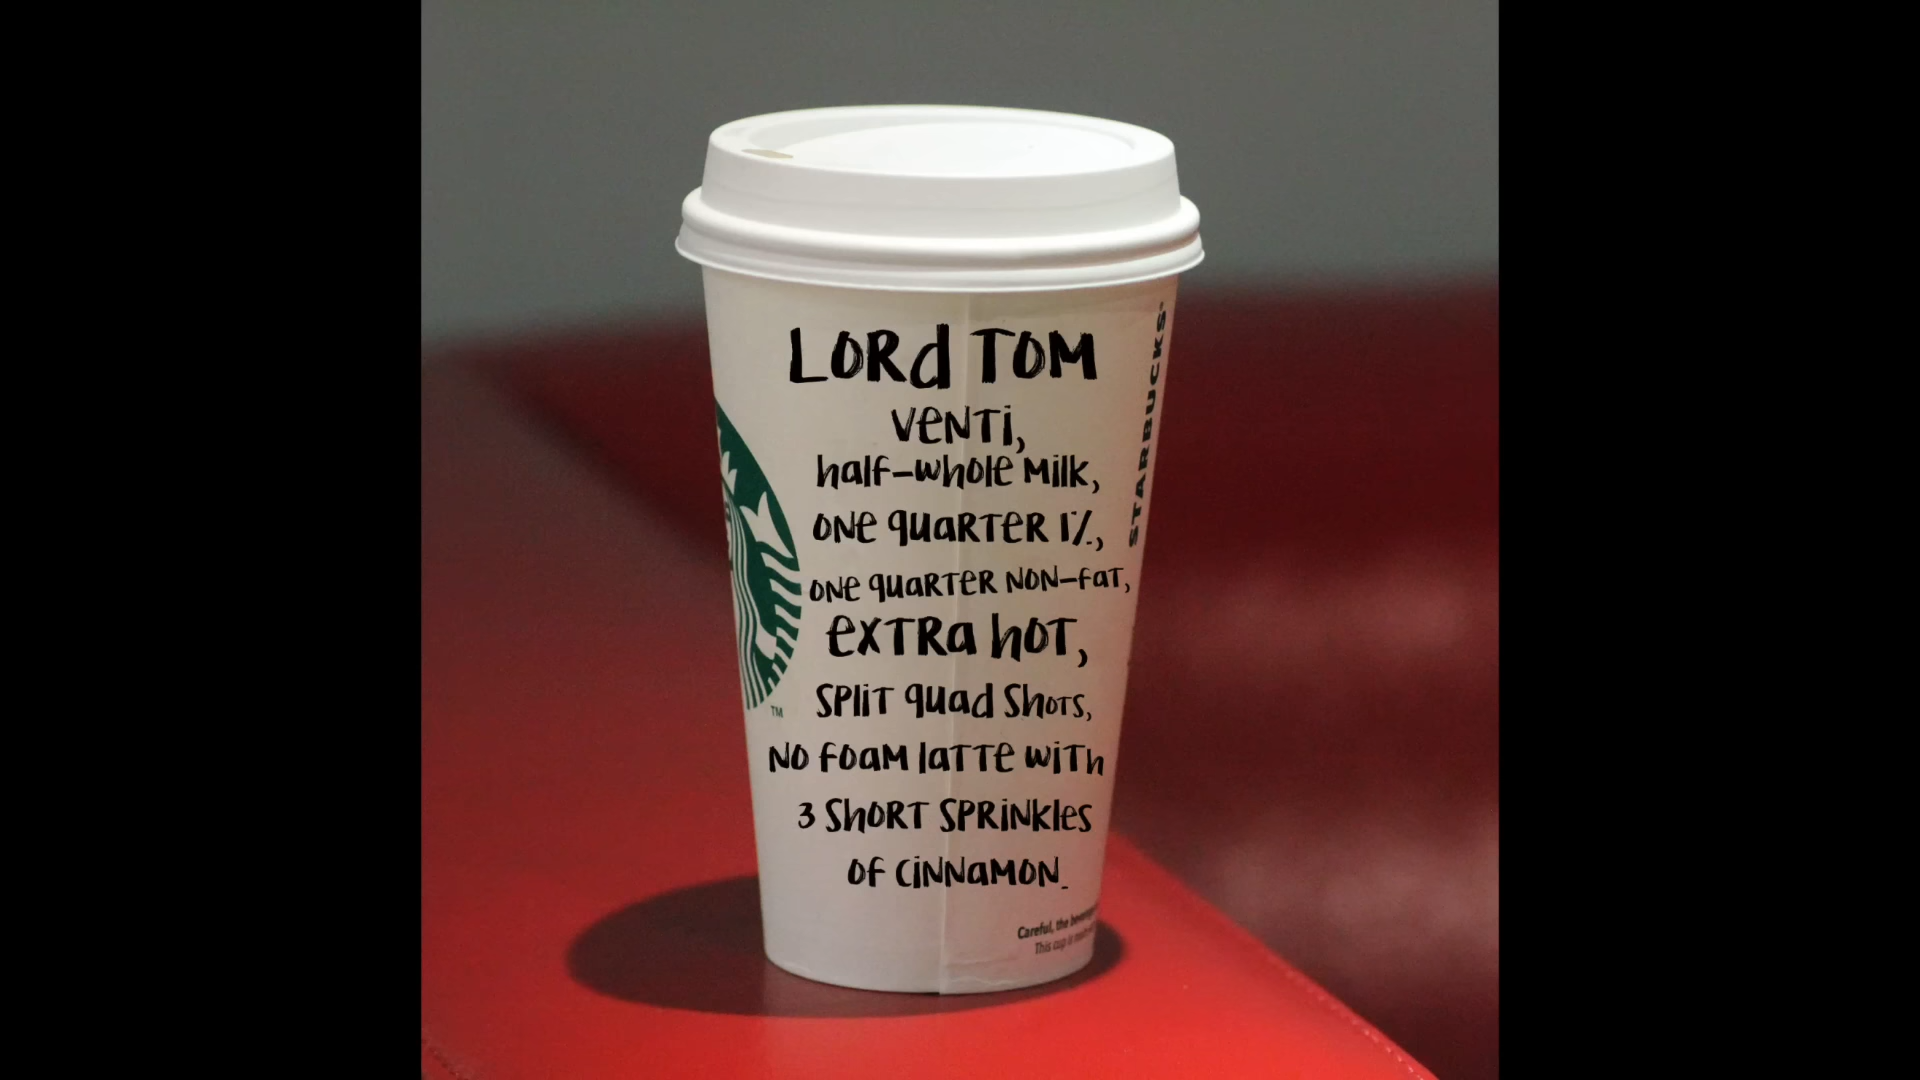 LORD TOM
VENTI,
half-whole milk,
ONE QUARTER 1%,
ONE QUARTER NON-FAT,
EXTRA HOT,
SPLIT QUAD SHOTS,
NO FOAM LATTE WITH
3 SHORT SPRINKLES
OF CINNAMON.
STARBUCKS
TM
Careful, the
This cup is